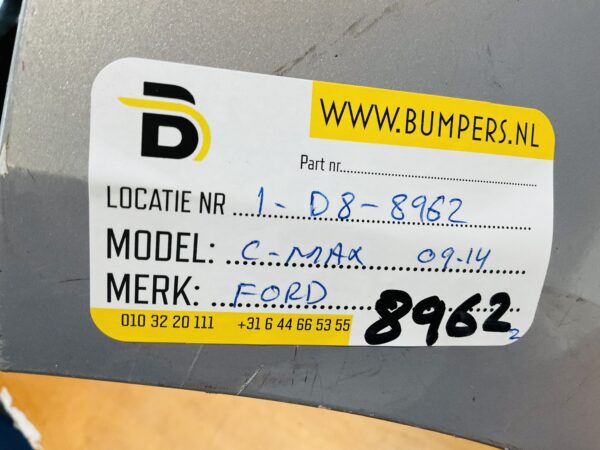 WWW.BUMPERS.NL
Part nr.
LOCATIE NR 1-D8-8962
MODEL: C-MAX 09-14
MERK: FORD
8962 2
010 32 20 111 +31 6 44 66 53 55